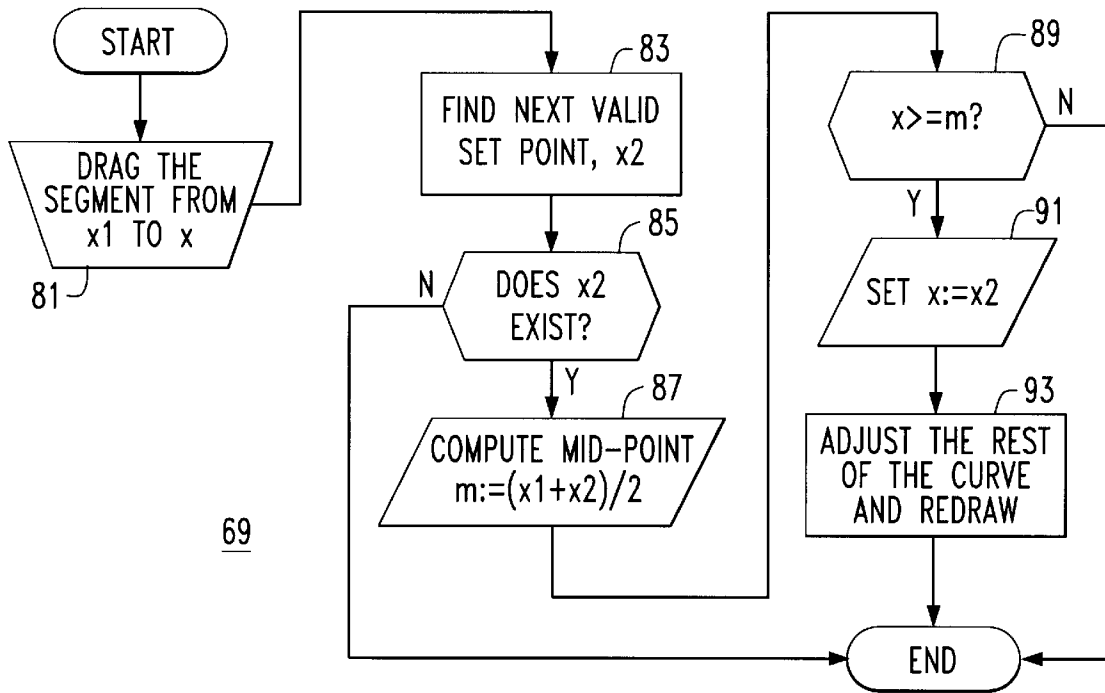 START
DRAG THE
SEGMENT FROM
x1 TO x
81
83
FIND NEXT VALID
SET POINT, x2
85
DOES x2
EXIST?
N
Y
87
COMPUTE MID-POINT
m:=(x1+x2)/2
89
x>=m?
N
Y
91
SET x:=x2
93
ADJUST THE REST
OF THE CURVE
AND REDRAW
END
69